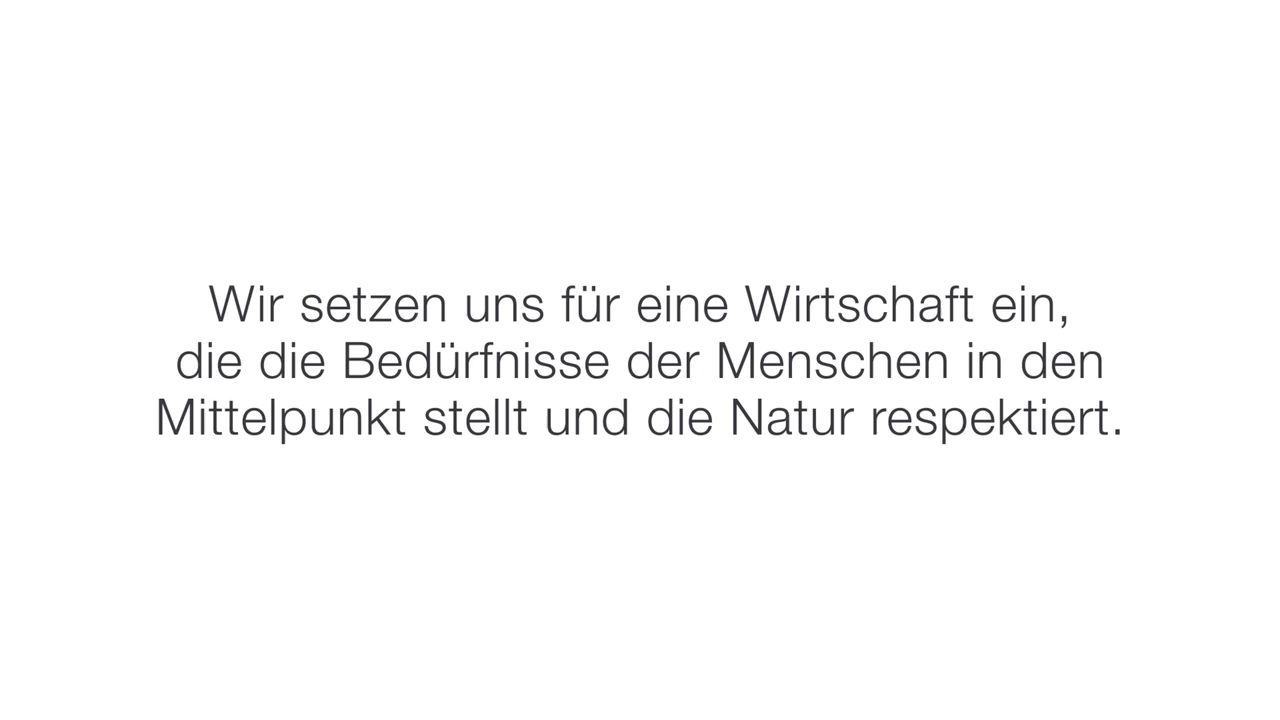 Wir setzen uns für eine Wirtschaft ein,
die die Bedürfnisse der Menschen in den
Mittelpunkt stellt und die Natur respektiert.